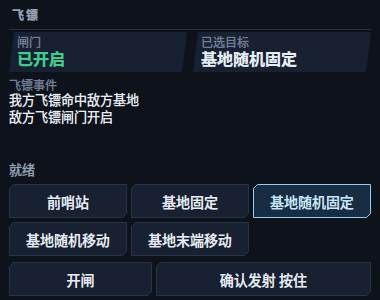 飞镖
闸门
已开启
已选目标
基地随机固定
飞镖事件
我方飞镖命中敌方基地
敌方飞镖闸门开启
就绪
前哨站
基地固定
基地随机固定
基地随机移动
基地末端移动
开闸
确认发射 按住